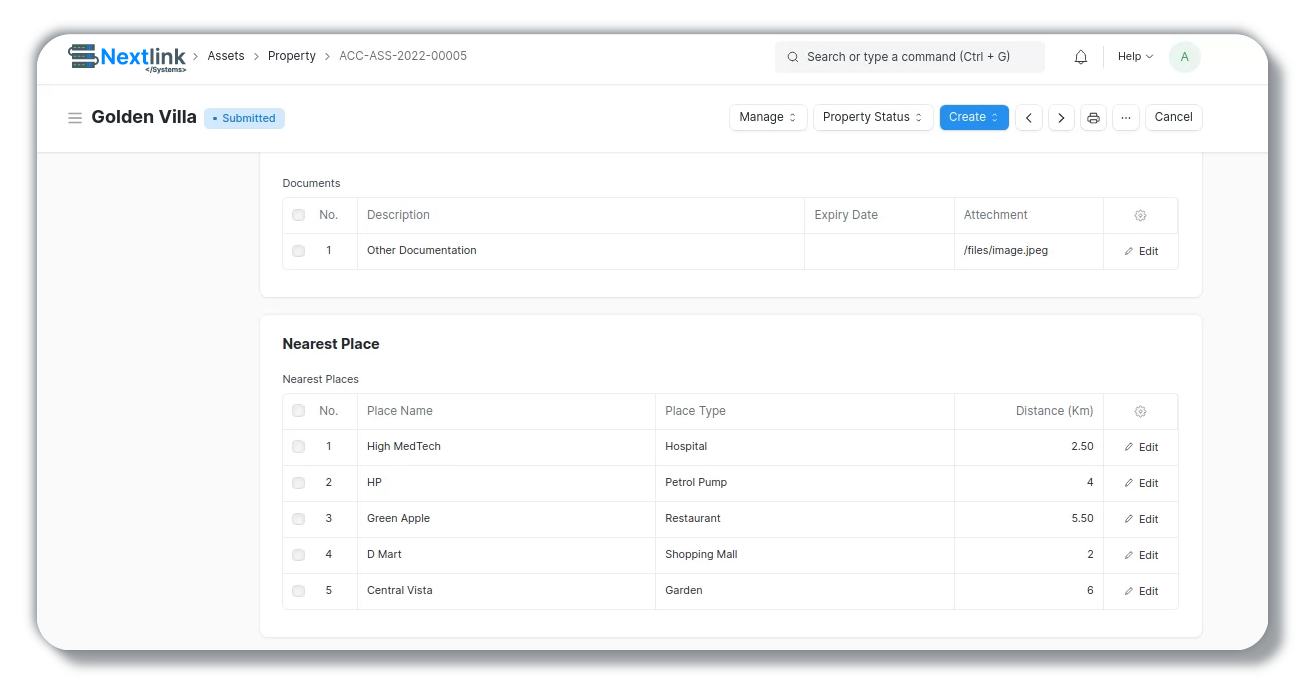 Nextlink
</Systems>
Assets
Property
ACC-ASS-2022-00005
Search or type a command (Ctrl + G)
Help
A
Golden Villa
• Submitted
Manage
Property Status
Create
...
Cancel
Documents
No. Description Expiry Date Attechment
1 Other Documentation /files/image.jpeg Edit
Nearest Place
Nearest Places
No. Place Name Place Type Distance (Km)
1 High MedTech Hospital 2.50 Edit
2 HP Petrol Pump 4 Edit
3 Green Apple Restaurant 5.50 Edit
4 D Mart Shopping Mall 2 Edit
5 Central Vista Garden 6 Edit